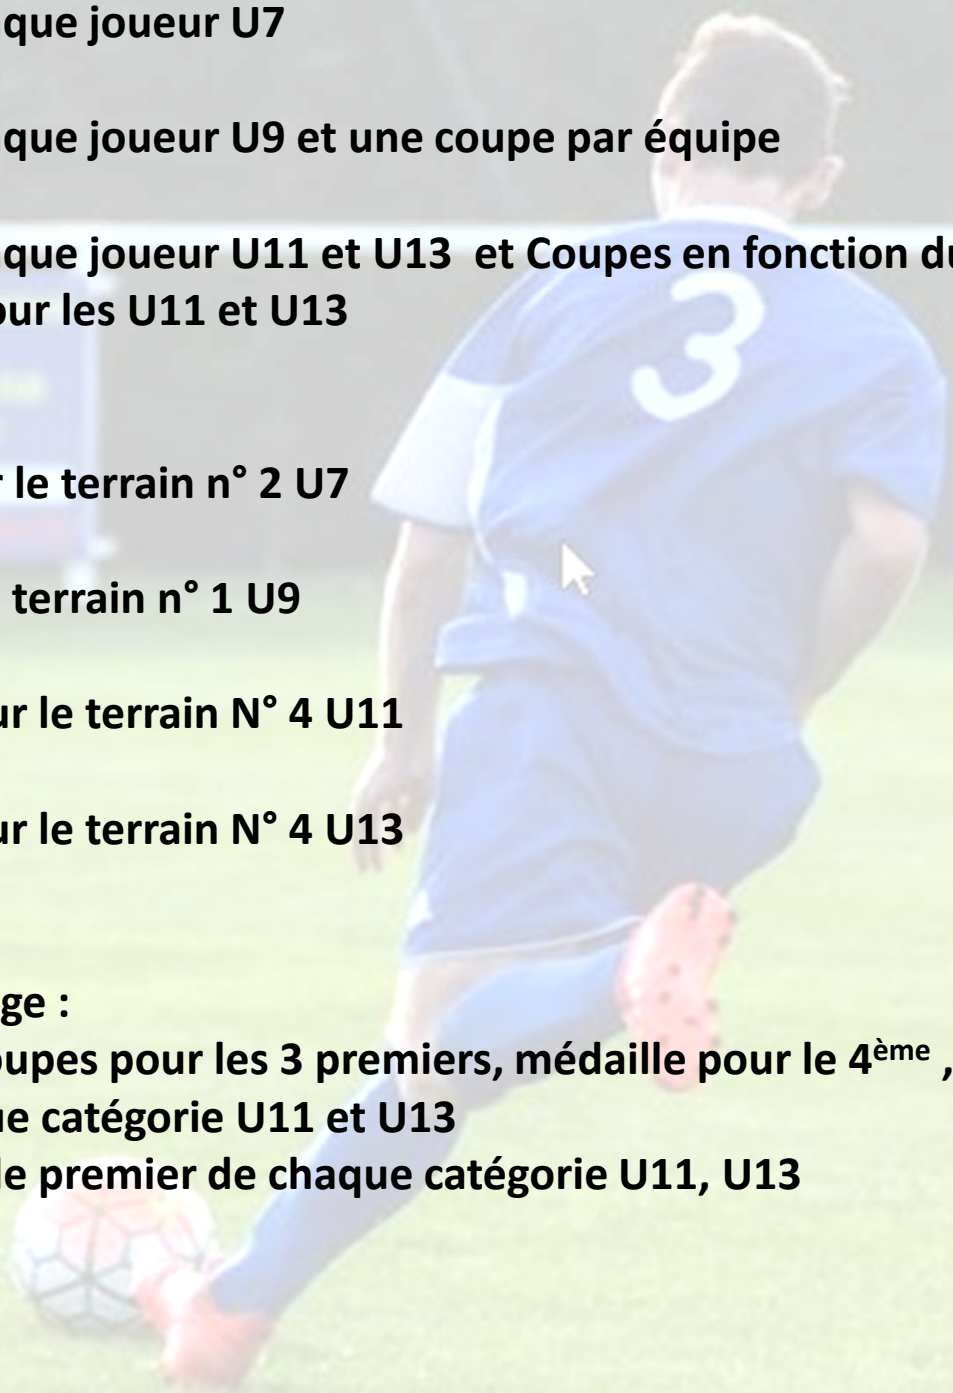 que joueur U7
que joueur U9 et une coupe par équipe
que joueur U11 et U13 et Coupes en fonction du
ur les U11 et U13
le terrain n° 2 U7
terrain n° 1 U9
ur le terrain N° 4 U11
ur le terrain N° 4 U13
ge :
upes pour les 3 premiers, médaille pour le 4ème ,
e catégorie U11 et U13
le premier de chaque catégorie U11, U13
3